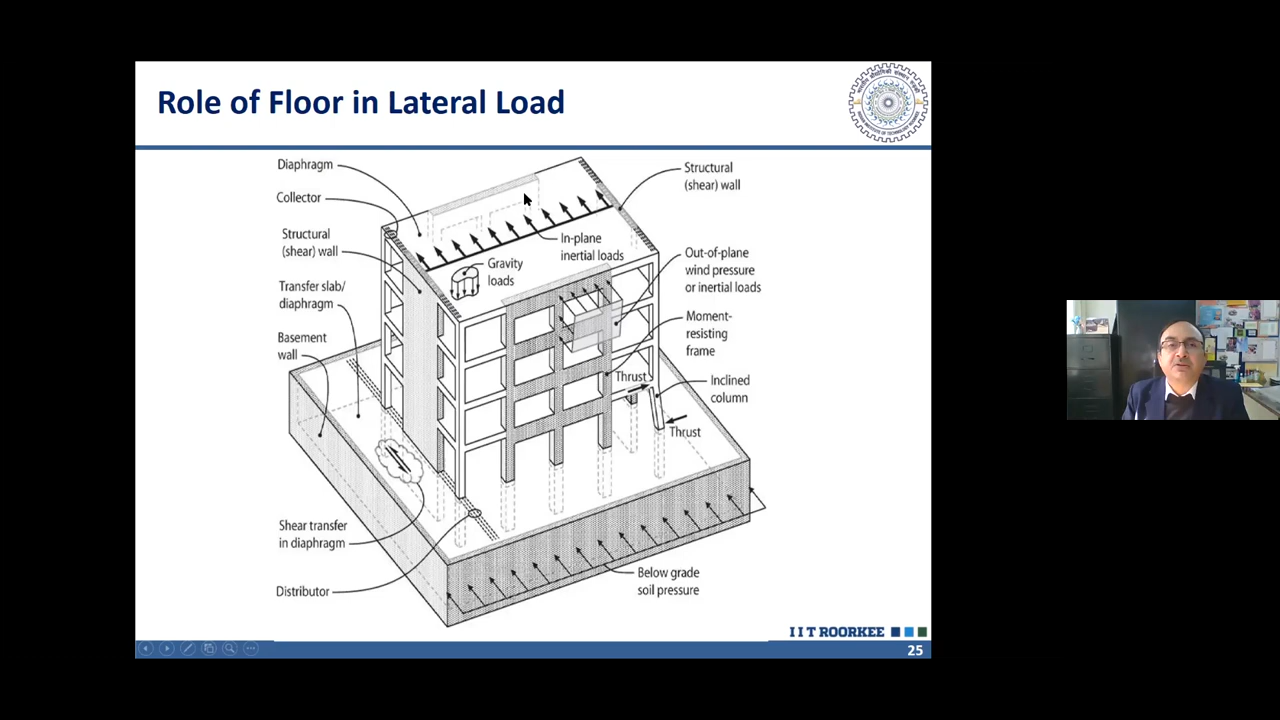 Role of Floor in Lateral Load
Diaphragm
Collector
Structural
(shear) wall
Transfer slab/
diaphragm
Basement
wall
Shear transfer
in diaphragm
Distributor
Gravity
loads
In-plane
inertial loads
Structural
(shear) wall
Out-of-plane
wind pressure
or inertial loads
Moment-
resisting
frame
Thrust
Inclined
column
Thrust
Below grade
soil pressure
IIT ROORKEE
25